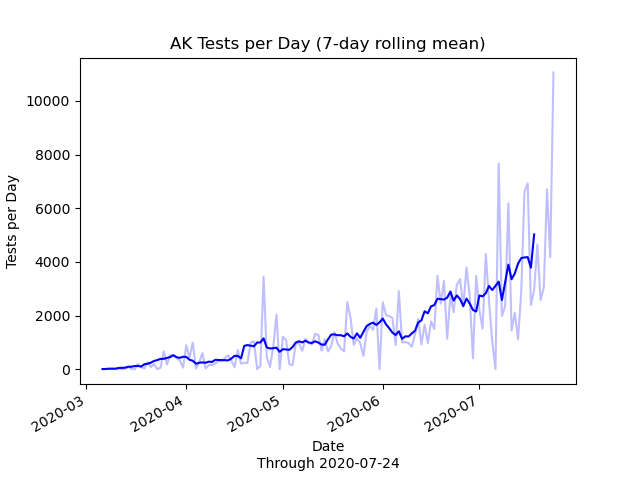 AK Tests per Day (7-day rolling mean)
Tests per Day
10000
8000
6000
4000
2000
0
2020-03
2020-04
2020-05
2020-06
2020-07
Date
Through 2020-07-24